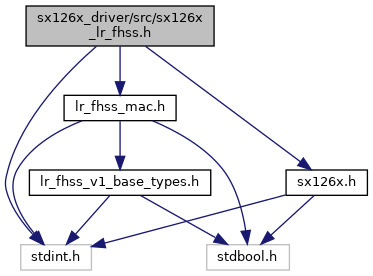 sx126x_driver/src/sx126x
_lr_fhss.h
lr_fhss_mac.h
lr_fhss_v1_base_types.h
sx126x.h
stdint.h
stdbool.h